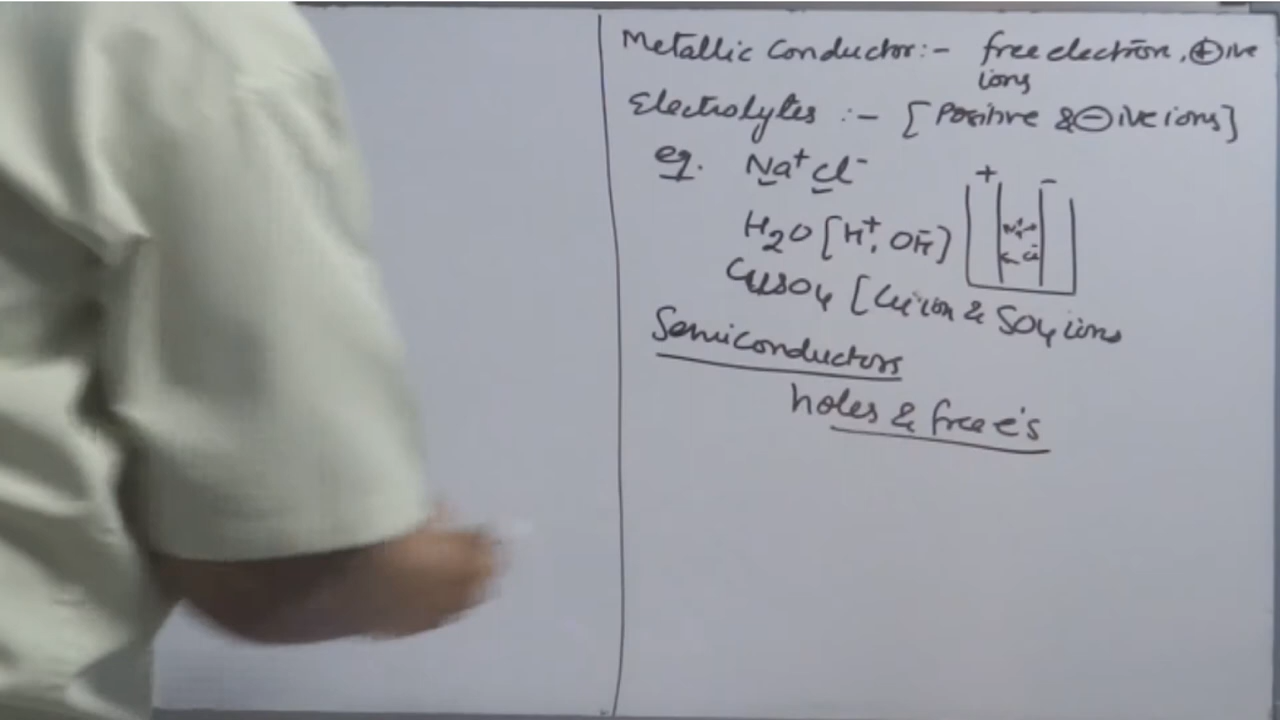 Metallic Conductor:- free electron, ⊕ive
ions
Electrolytes :- [Positive & ⊖ive ions]
eg. Na⁺ Cl⁻
+ -
H₂O [H⁺, OH⁻]
Cl⁻
CuSO₄ [Cu ion & SO₄ ions
Semiconductors
holes & free e's